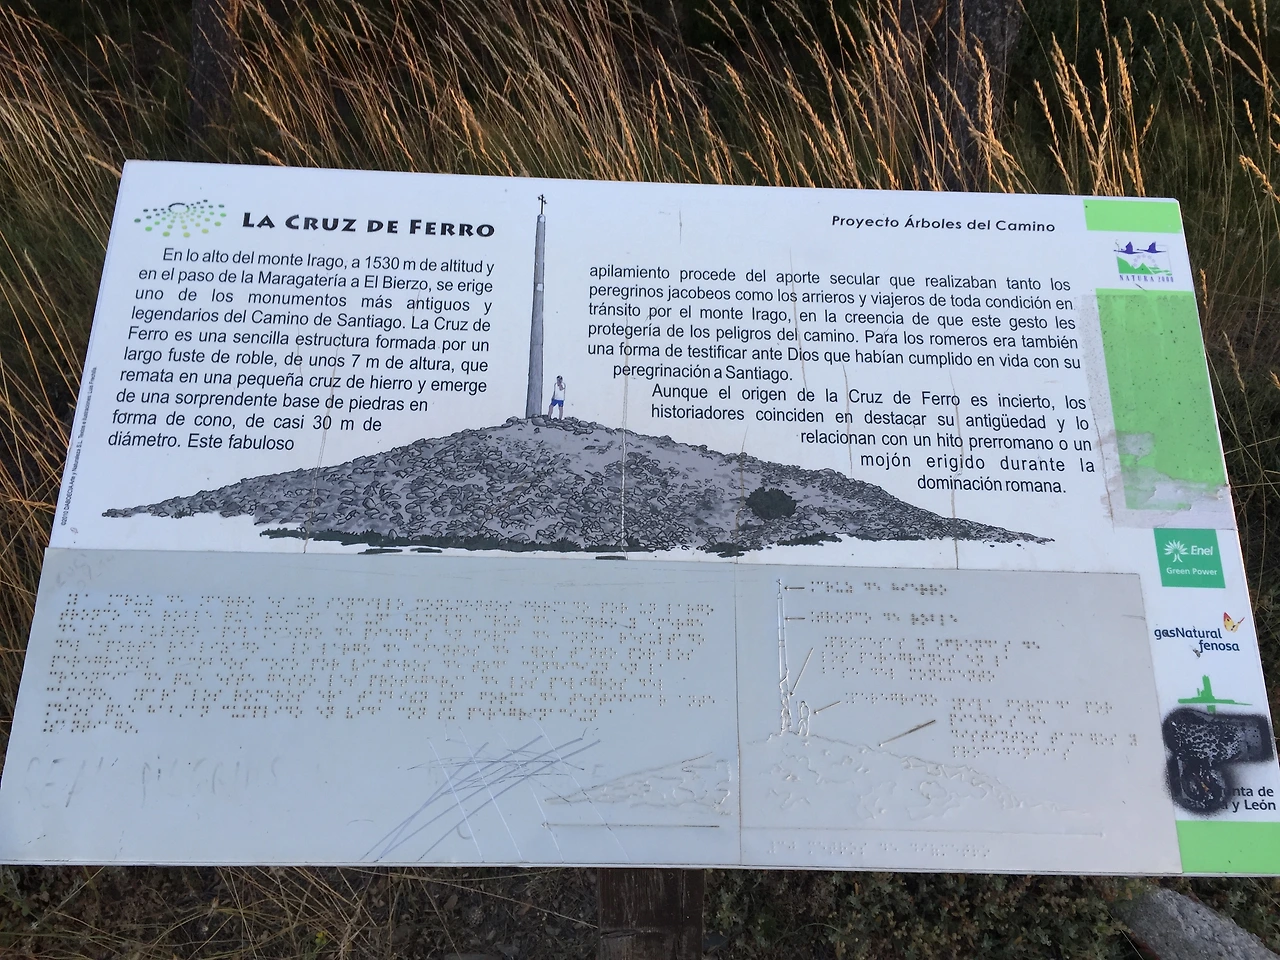 LA CRUZ DE FERRO
En lo alto del monte Irago, a 1530 m de altitud y
en el paso de la Maragatería a El Bierzo, se erige
uno de los monumentos más antiguos y
legendarios del Camino de Santiago. La Cruz de
Ferro es una sencilla estructura formada por un
largo fuste de roble, de unos 7 m de altura, que
remata en una pequeña cruz de hierro y emerge
de una sorprendente base de piedras en
forma de cono, de casi 30 m de
diámetro. Este fabuloso
Proyecto Árboles del Camino
apilamiento procede del aporte secular que realizaban tanto los
peregrinos jacobeos como los arrieros y viajeros de toda condición en
tránsito por el monte Irago, en la creencia de que este gesto les
protegería de los peligros del camino. Para los romeros era también
una forma de testificar ante Dios que habían cumplido en vida con su
peregrinación a Santiago.
Aunque el origen de la Cruz de Ferro es incierto, los
historiadores coinciden en destacar su antigüedad y lo
relacionan con un hito prerromano o un
mojón erigido durante la
dominación romana.
NATURA 2000
Enel
Green Power
gasNatural
fenosa
nta de
y León